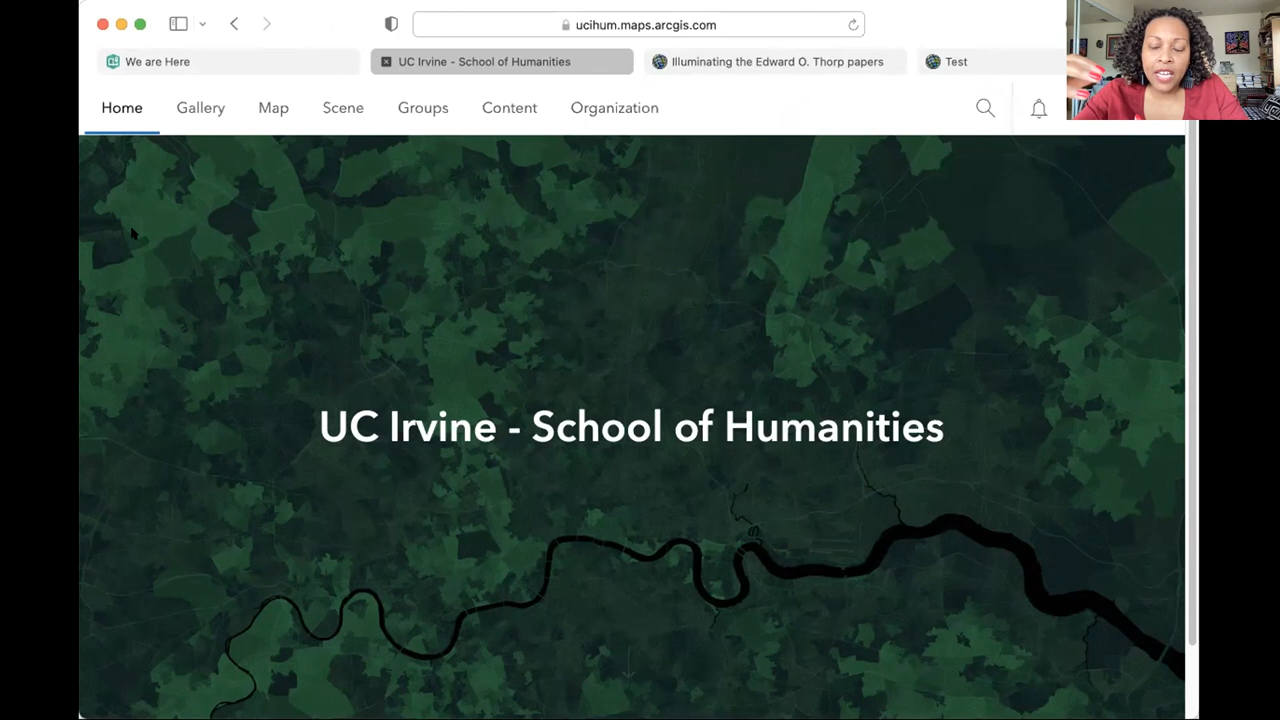 ucihum.maps.arcgis.com
We are Here
UC Irvine - School of Humanities
Illuminating the Edward O. Thorp papers
Test
Home
Gallery
Map
Scene
Groups
Content
Organization
UC Irvine - School of Humanities